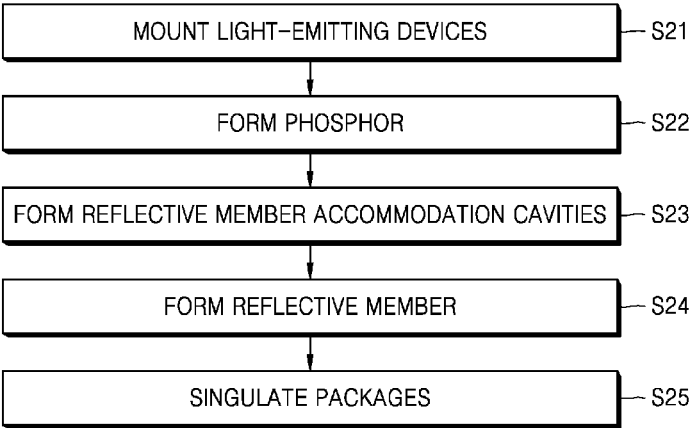 MOUNT LIGHT-EMITTING DEVICES S21
FORM PHOSPHOR S22
FORM REFLECTIVE MEMBER ACCOMMODATION CAVITIES S23
FORM REFLECTIVE MEMBER S24
SINGULATE PACKAGES S25